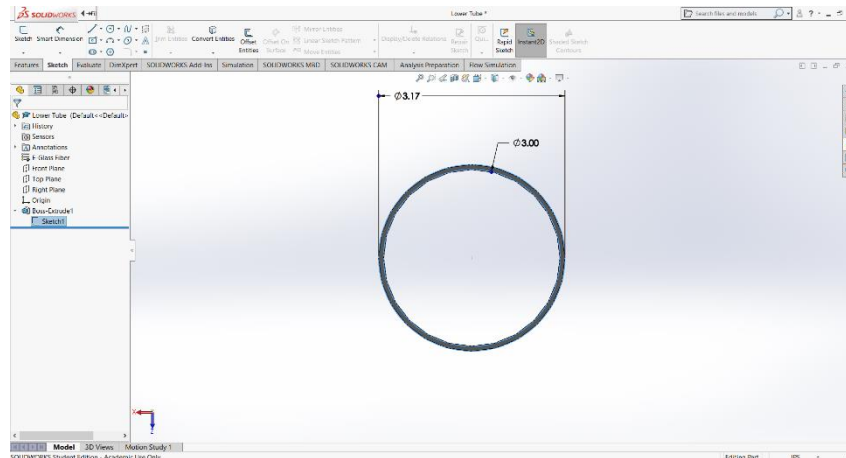 SOLIDWORKS
Lower Tube *
Search files and models
Sketch Smart Dimension
Trim Entities Convert Entities Offset Entities
Offset On Surface
Mirror Entities
Linear Sketch Pattern
Move Entities
Display/Delete Relations
Repair Sketch
Rapid Sketch
Instant2D
Shaded Sketch Contours
Features Sketch Evaluate DimXpert SOLIDWORKS Add-Ins Simulation SOLIDWORKS MBD SOLIDWORKS CAM Analysis Preparation Flow Simulation
Lower Tube (Default<<Default>
History
Sensors
Annotations
E-Glass Fiber
Front Plane
Top Plane
Right Plane
Origin
Boss-Extrude1
Sketch1
∅3.17
∅3.00
X
Model 3D Views Motion Study 1
SOLIDWORKS Student Edition - Academic Use Only
Editing Part
IPS